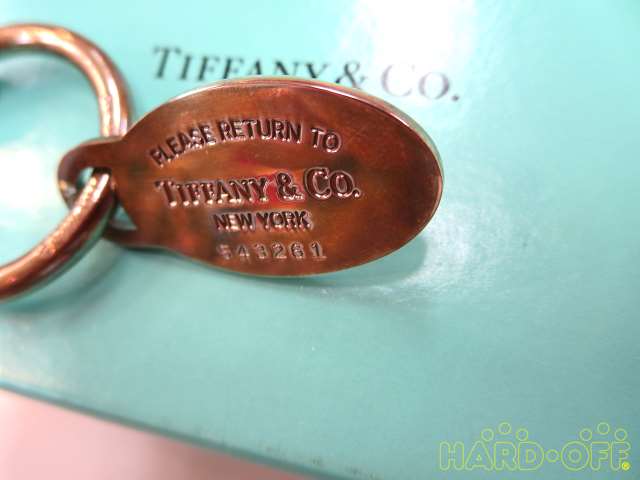 TIFFANY & CO.
PLEASE RETURN TO
TIFFANY & CO.
NEW YORK
543261
HARD·OFF